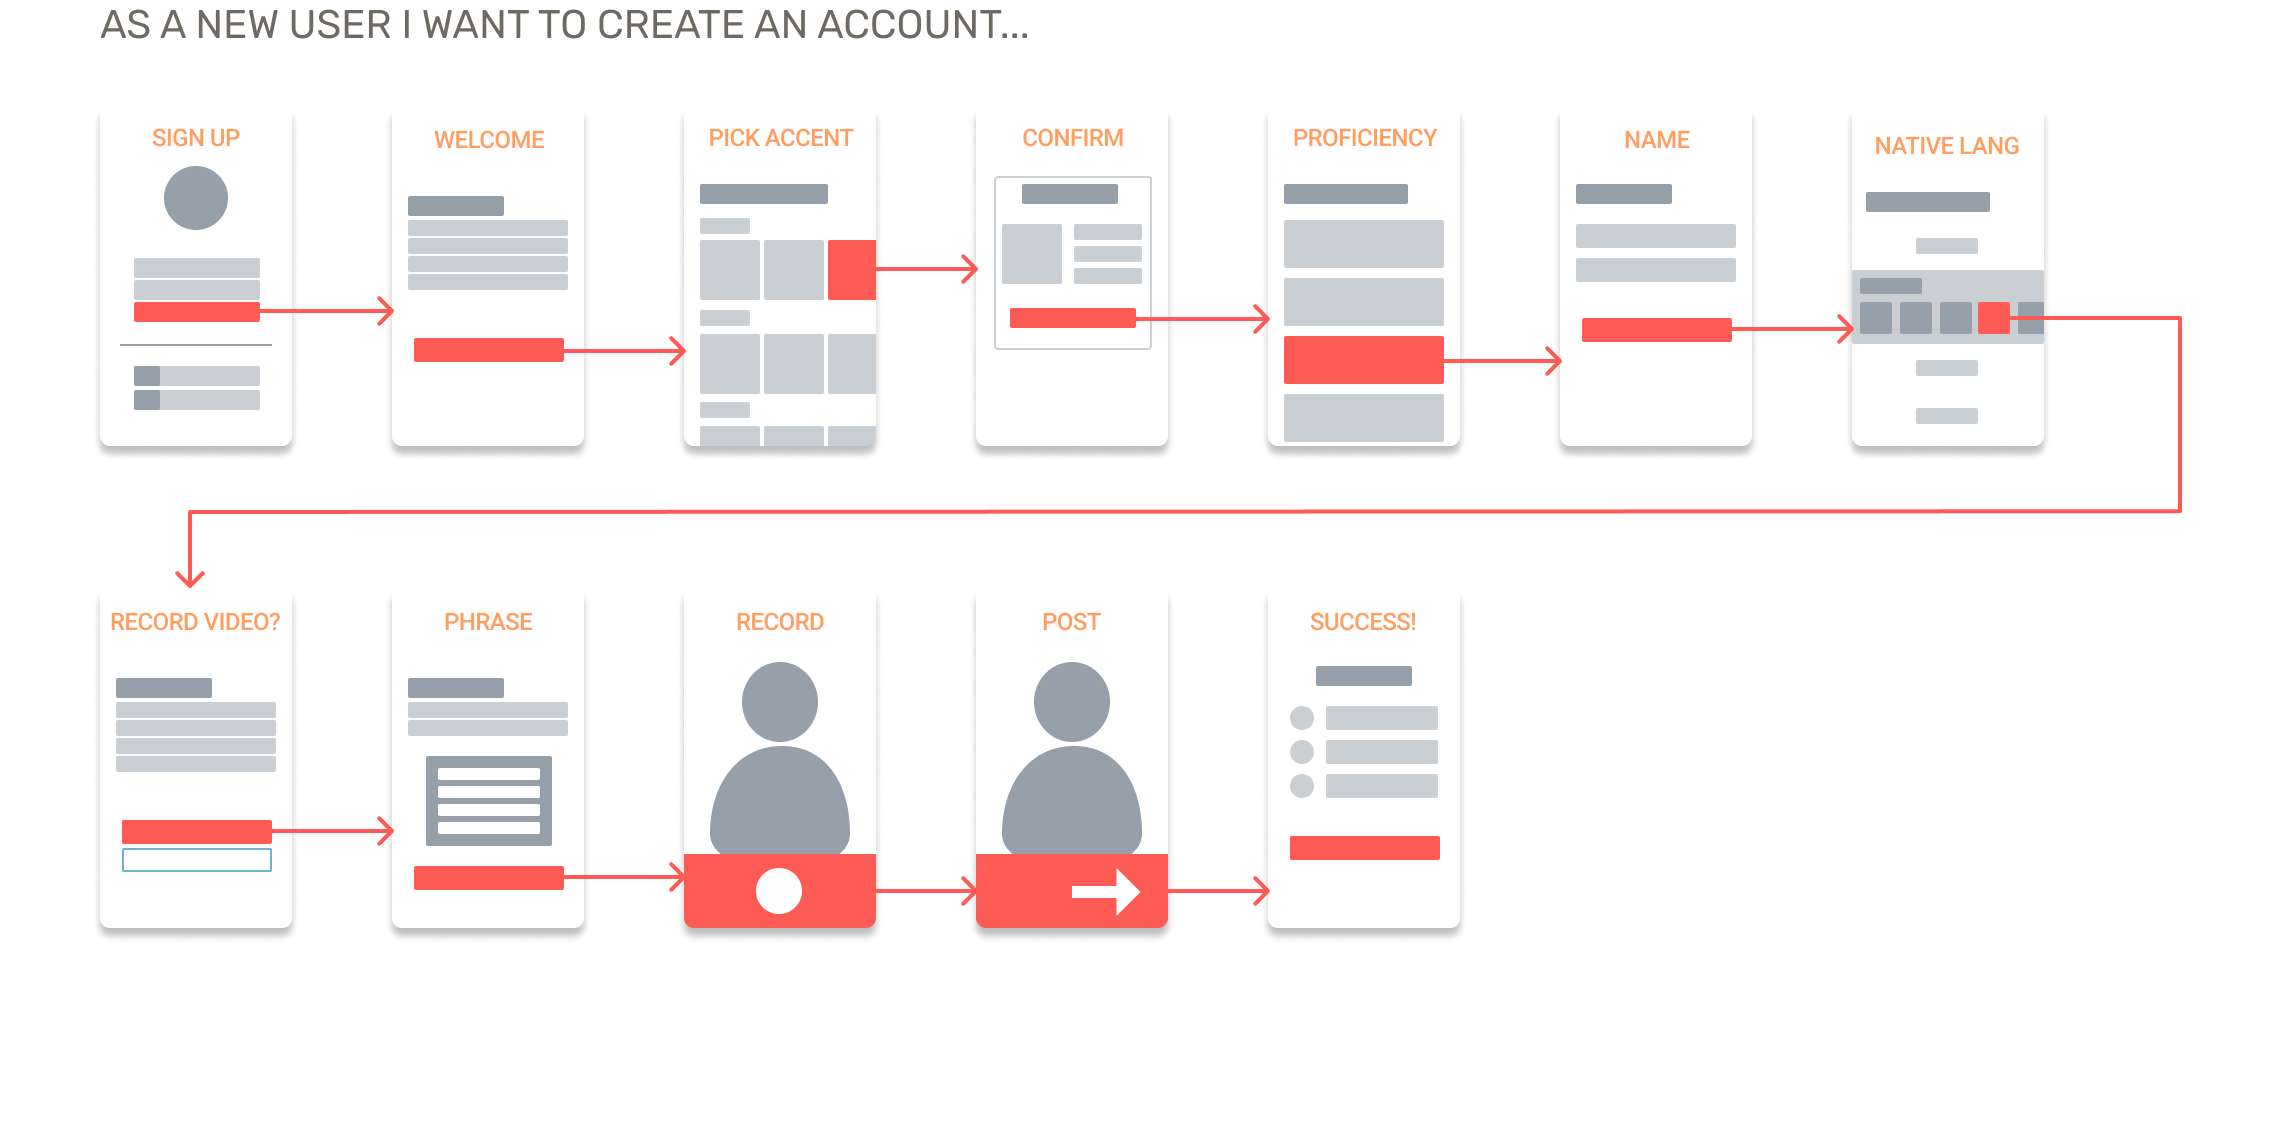 AS A NEW USER I WANT TO CREATE AN ACCOUNT...
SIGN UP
WELCOME
PICK ACCENT
CONFIRM
PROFICIENCY
NAME
NATIVE LANG
RECORD VIDEO?
PHRASE
RECORD
POST
SUCCESS!